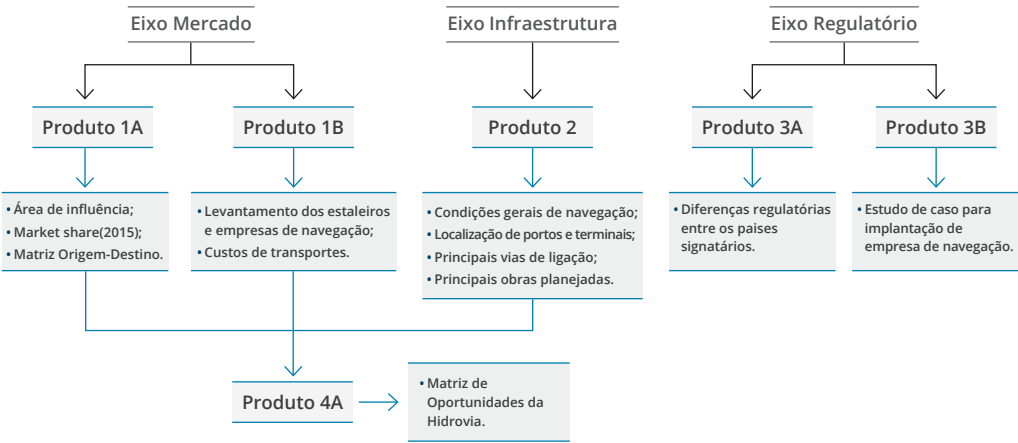 Eixo Mercado
Eixo Infraestrutura
Eixo Regulatório
Produto 1A
Produto 1B
Produto 2
Produto 3A
Produto 3B
• Área de influência;
• Market share(2015);
• Matriz Origem-Destino.
• Levantamento dos estaleiros
e empresas de navegação;
• Custos de transportes.
• Condições gerais de navegação;
• Localização de portos e terminais;
• Principais vias de ligação;
• Principais obras planejadas.
• Diferenças regulatórias
entre os paises
signatários.
• Estudo de caso para
implantação de
empresa de navegação.
Produto 4A
• Matriz de
Oportunidades da
Hidrovia.